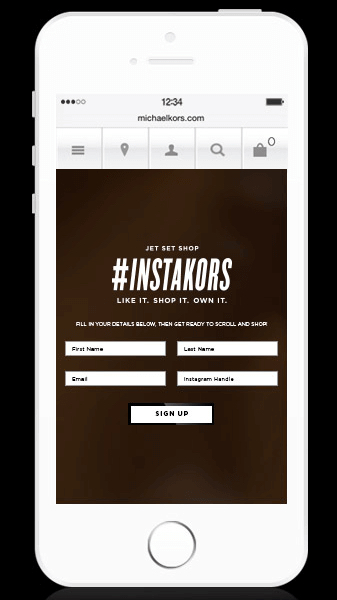 12:34
michaelkors.com
0
JET SET SHOP
#INSTAKORS
LIKE IT. SHOP IT. OWN IT.
FILL IN YOUR DETAILS BELOW, THEN GET READY TO SCROLL AND SHOP!
First Name
Last Name
Email
Instagram Handle
SIGN UP